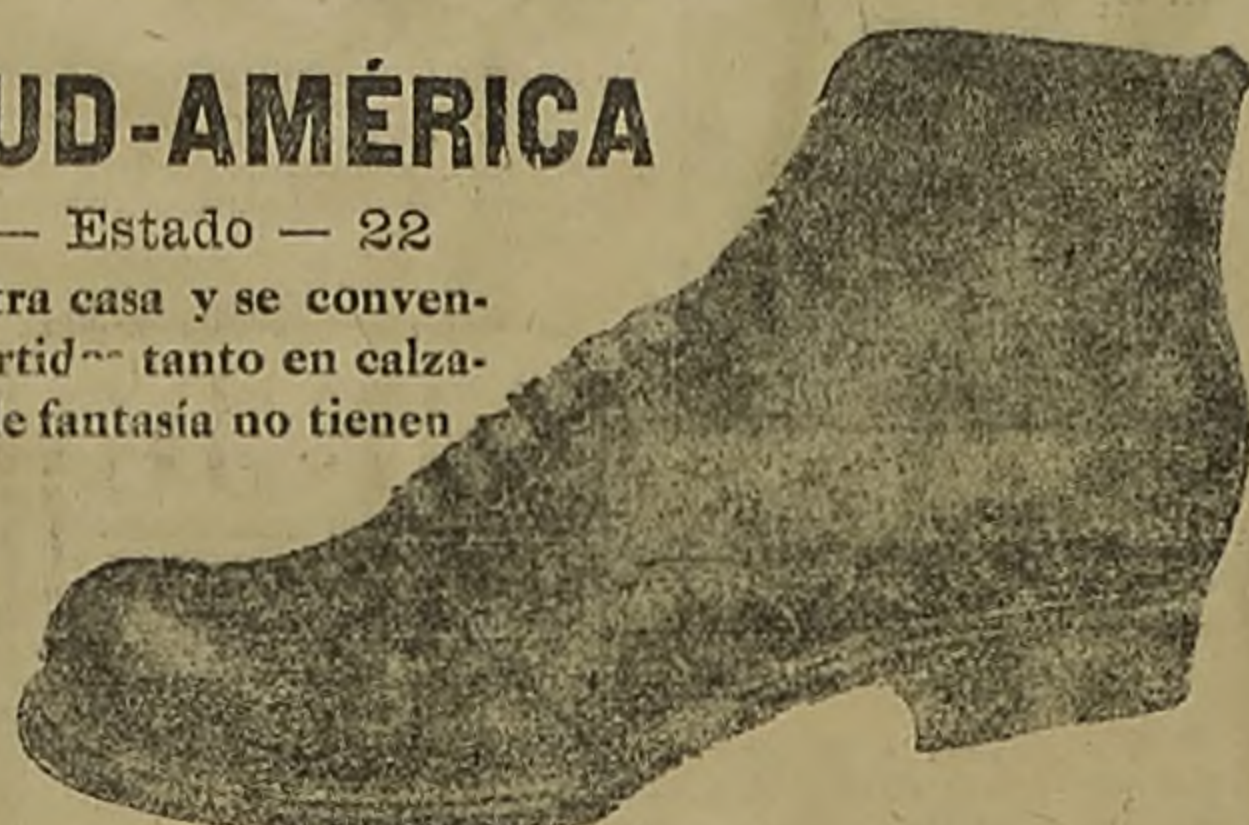 UD-AMÉRICA
— Estado — 22
tra casa y se conven-
tanto en calza-
e fantasía no tienen